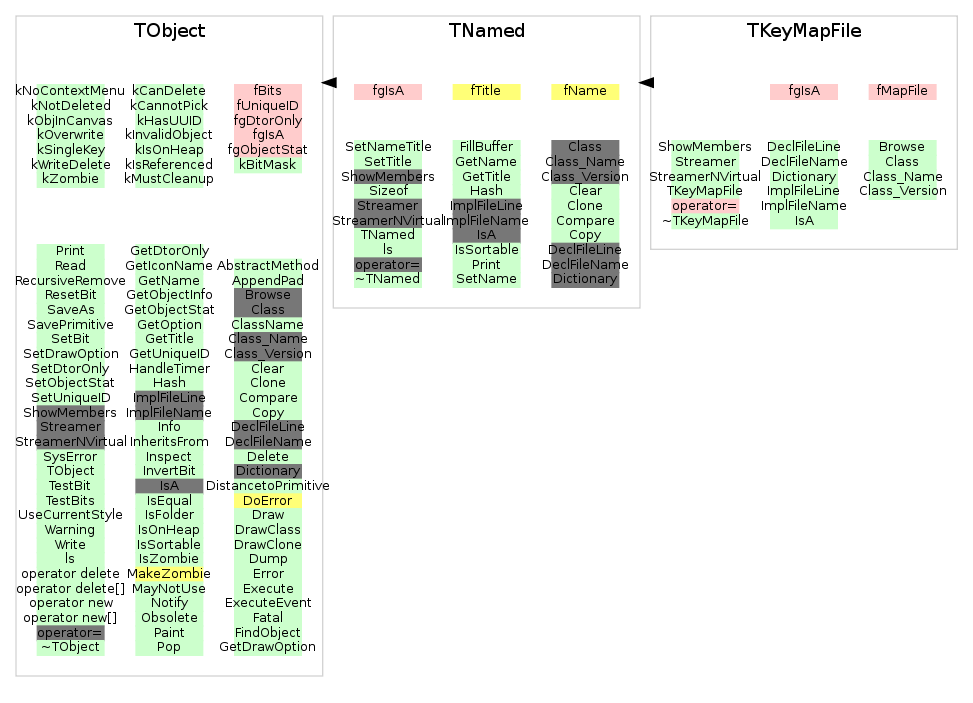 TObject
kNoContextMenu kCanDelete fBits
kNotDeleted kCannotPick fUniqueID
kObjInCanvas kHasUUID fgDtorOnly
kOverwrite kInvalidObject fgIsA
kSingleKey kIsOnHeap fgObjectStat
kWriteDelete kIsReferenced kBitMask
kZombie kMustCleanup
Print GetDtorOnly
Read GetIconName AbstractMethod
RecursiveRemove GetName AppendPad
ResetBit GetObjectInfo Browse
SaveAs GetObjectStat Class
SavePrimitive GetOption ClassName
SetBit GetTitle Class_Name
SetDrawOption GetUniqueID Class_Version
SetDtorOnly HandleTimer Clear
SetObjectStat Hash Clone
SetUniqueID ImplFileLine Compare
ShowMembers ImplFileName Copy
Streamer Info DeclFileLine
StreamerNVirtual InheritsFrom DeclFileName
SysError Inspect Delete
TObject InvertBit Dictionary
TestBit IsA DistancetoPrimitive
TestBits IsEqual DoError
UseCurrentStyle IsFolder Draw
Warning IsOnHeap DrawClass
Write IsSortable DrawClone
ls IsZombie Dump
operator delete MakeZombie Error
operator delete[] MayNotUse Execute
operator new Notify ExecuteEvent
operator new[] Obsolete Fatal
operator= Paint FindObject
~TObject Pop GetDrawOption
TNamed
fgIsA fTitle fName
SetNameTitle FillBuffer Class
SetTitle GetName Class_Name
ShowMembers GetTitle Class_Version
Sizeof Hash Clear
Streamer ImplFileLine Clone
StreamerNVirtual ImplFileName Compare
TNamed IsA Copy
ls IsSortable DeclFileLine
operator= Print DeclFileName
~TNamed SetName Dictionary
TKeyMapFile
fgIsA fMapFile
ShowMembers DeclFileLine Browse
Streamer DeclFileName Class
StreamerNVirtual Dictionary Class_Name
TKeyMapFile ImplFileLine Class_Version
operator= ImplFileName
~TKeyMapFile IsA